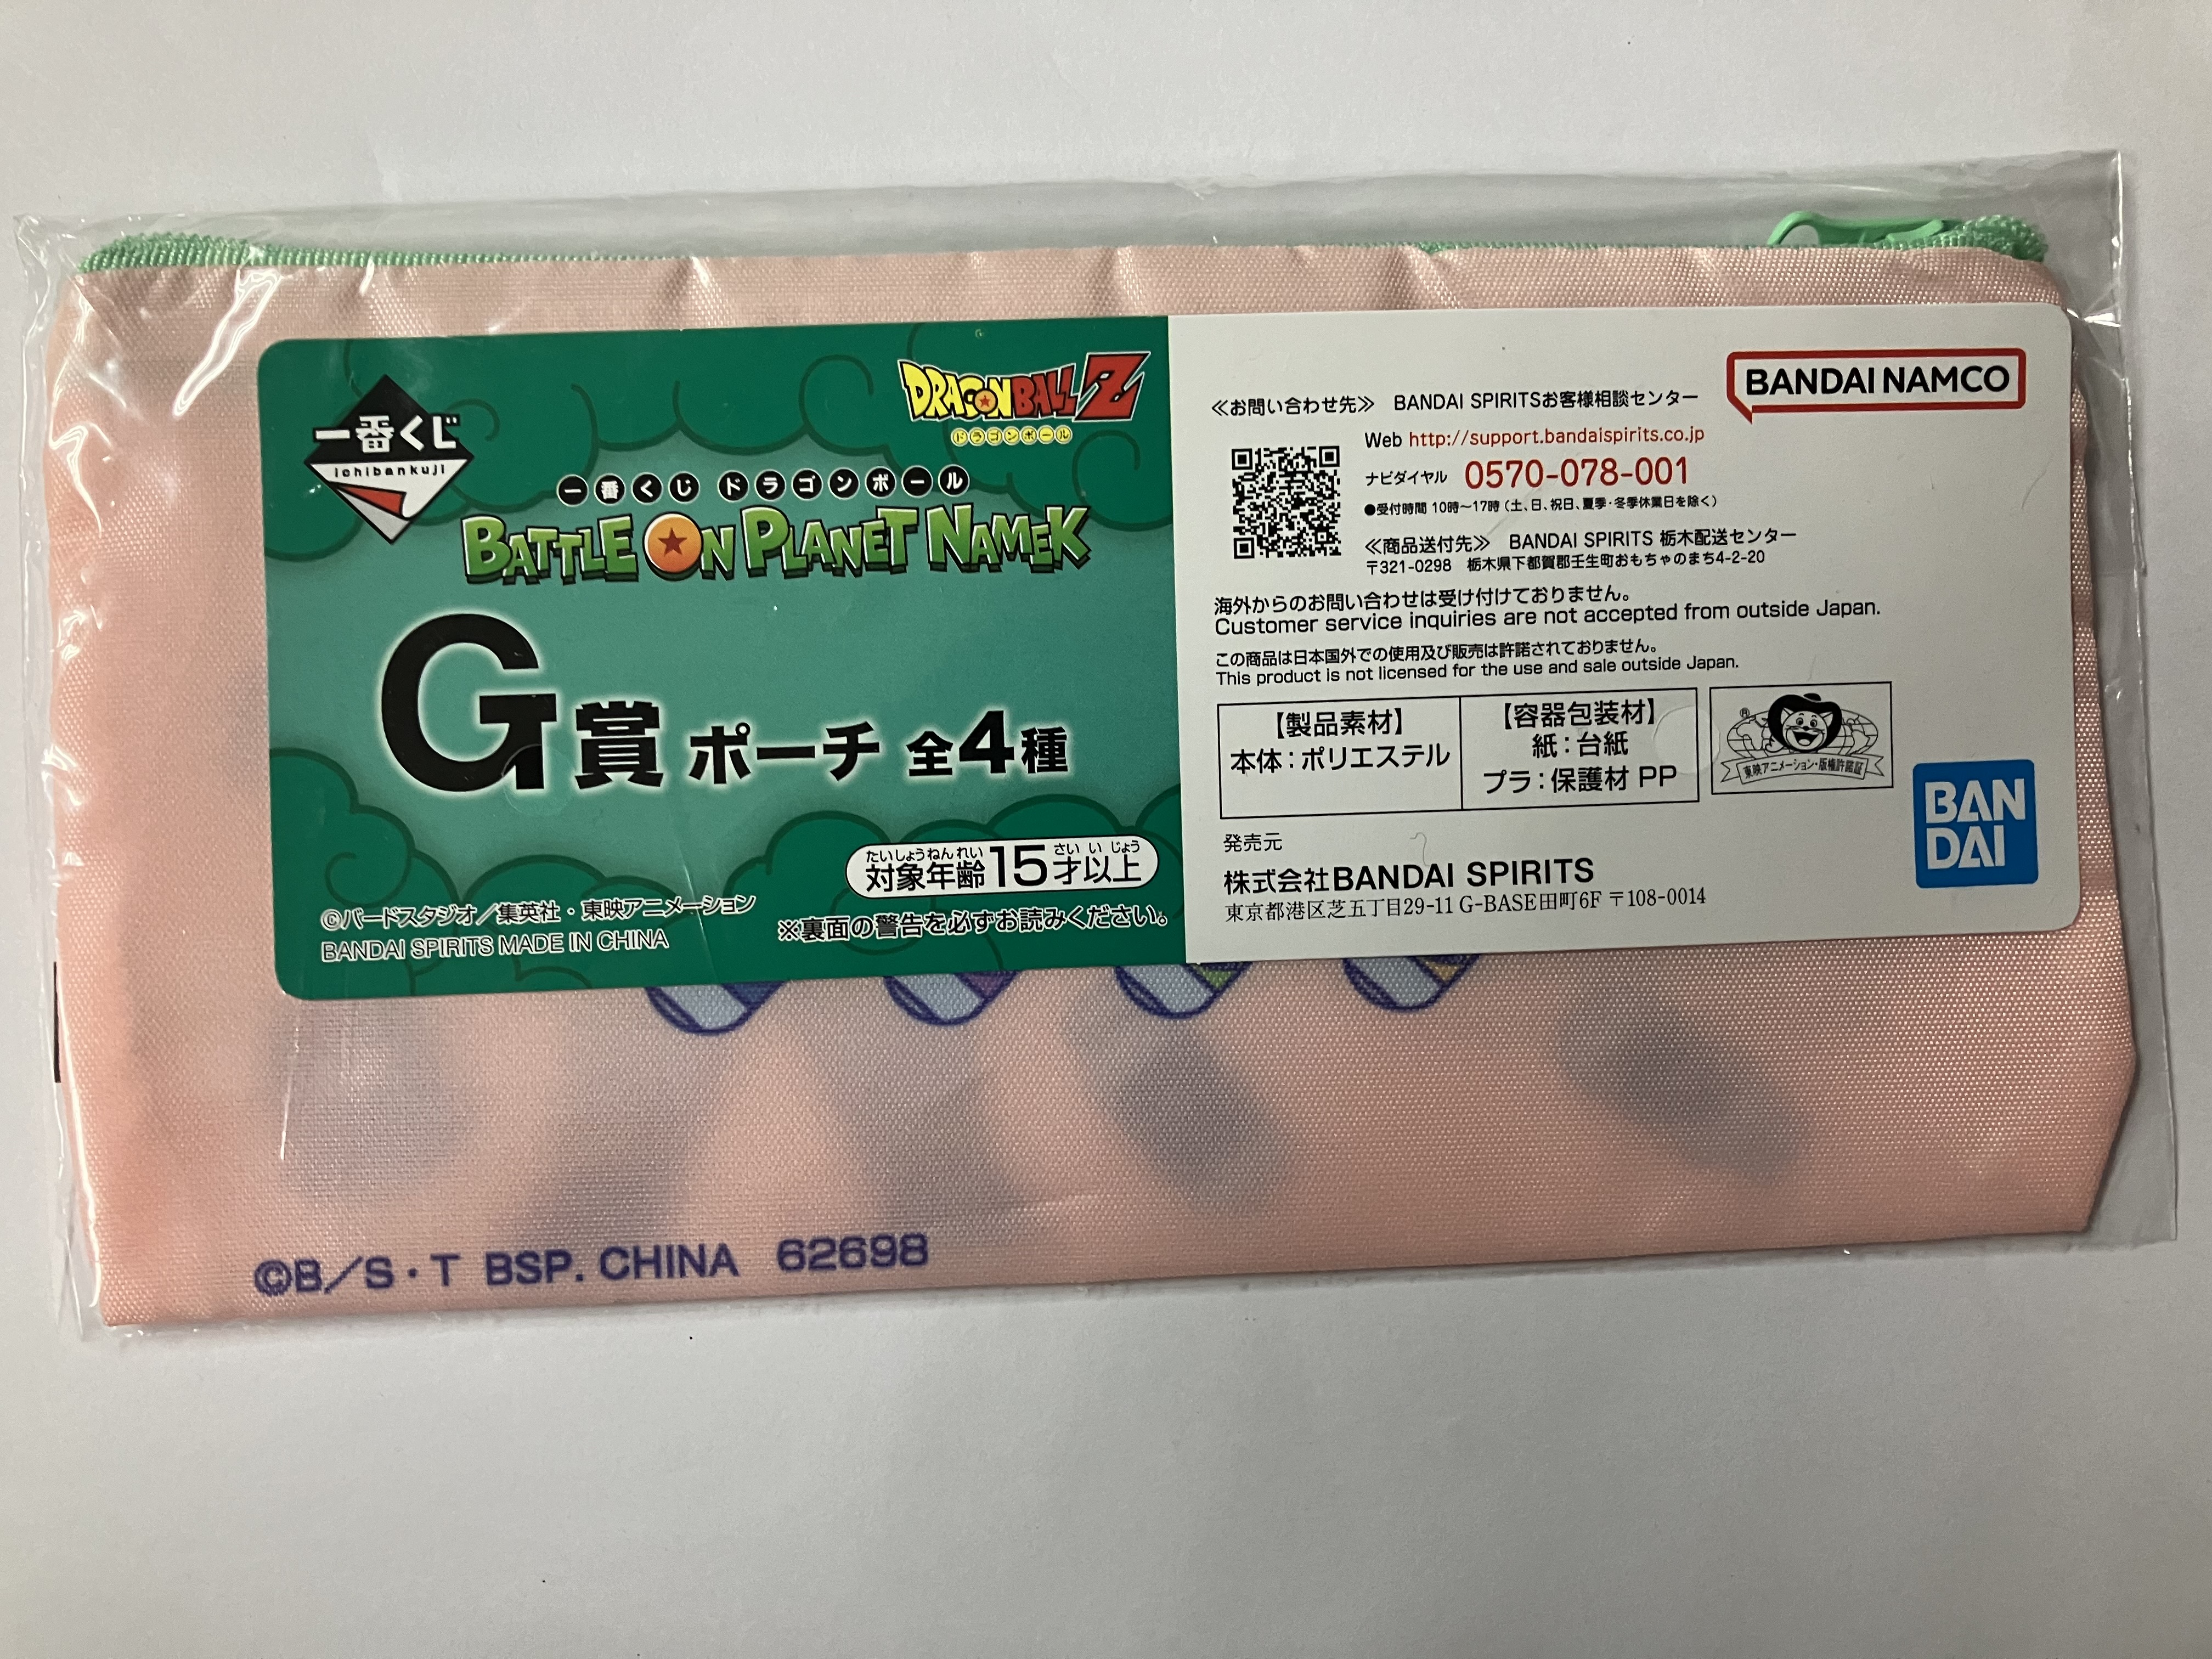 一番くじ
ichibankuji
DRAGONBALL Z
ドラゴンボール
一番くじ ドラゴンボール
BATTLE ON PLANET NAMEK
G賞 ポーチ 全4種
たいしょうねんれい さい い じょう
対象年齢15才以上
©バードスタジオ／集英社・東映アニメーション
BANDAI SPIRITS MADE IN CHINA
※裏面の警告を必ずお読みください。
BANDAI NAMCO
≪お問い合わせ先≫ BANDAI SPIRITSお客様相談センター
Web http://support.bandaispirits.co.jp
ナビダイヤル 0570-078-001
●受付時間 10時〜17時（土、日、祝日、夏季・冬季休業日を除く）
≪商品送付先≫ BANDAI SPIRITS 栃木配送センター
〒321-0298 栃木県下都賀郡壬生町おもちゃのまち4-2-20
海外からのお問い合わせは受け付けておりません。
Customer service inquiries are not accepted from outside Japan.
この商品は日本国外での使用及び販売は許諾されておりません。
This product is not licensed for the use and sale outside Japan.
【製品素材】
本体：ポリエステル
【容器包装材】
紙：台紙
プラ：保護材 PP
®
東映アニメーション・版権許諾証
BAN
DAI
発売元
株式会社BANDAI SPIRITS
東京都港区芝五丁目29-11 G-BASE田町6F 〒108-0014
©B／S・T BSP. CHINA 62698